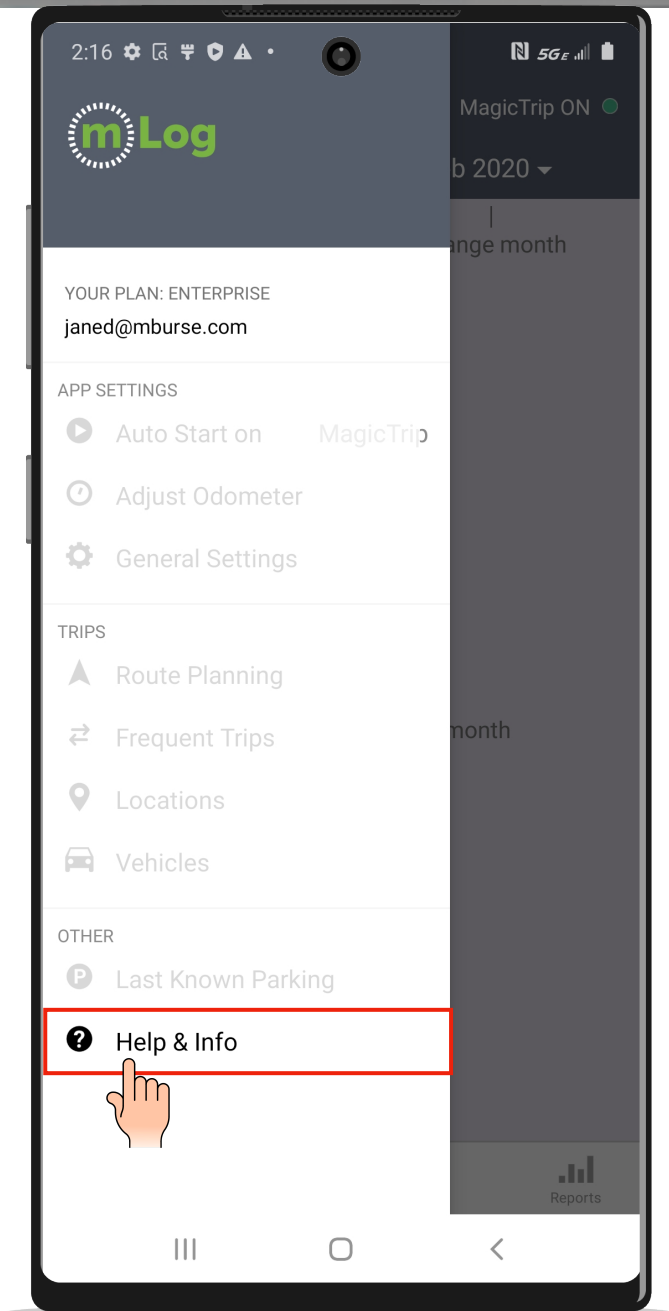 2:16
5GE
mLog
MagicTrip ON
b 2020
ange month
YOUR PLAN: ENTERPRISE
janed@mburse.com
APP SETTINGS
Auto Start on MagicTrip
Adjust Odometer
General Settings
TRIPS
Route Planning
Frequent Trips
month
Locations
Vehicles
OTHER
P
Last Known Parking
?
Help & Info
Reports